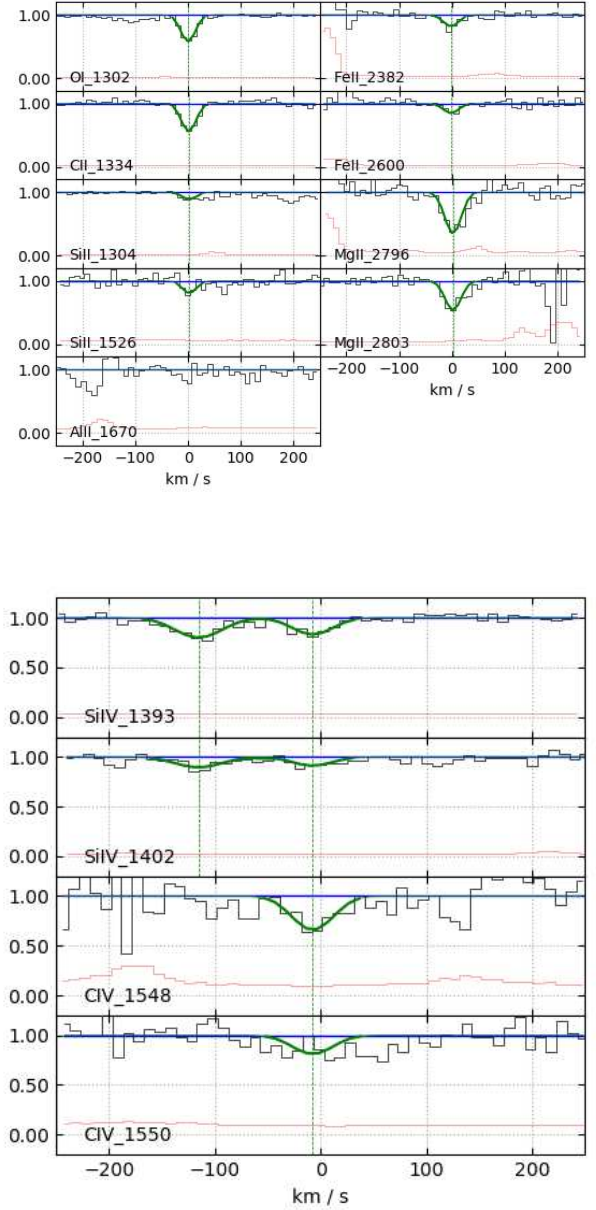 1.00
0.00
OI_1302
FeII_2382
1.00
0.00
CII_1334
FeII_2600
1.00
0.00
SiII_1304
MgII_2796
1.00
0.00
SiII_1526
MgII_2803
1.00
0.00
AlII_1670
−200 −100 0 100 200
km / s
−200 −100 0 100 200
km / s
1.00
0.50
0.00
SiIV_1393
1.00
0.50
0.00
SiIV_1402
1.00
0.50
0.00
CIV_1548
1.00
0.50
0.00
CIV_1550
−200 −100 0 100 200
km / s